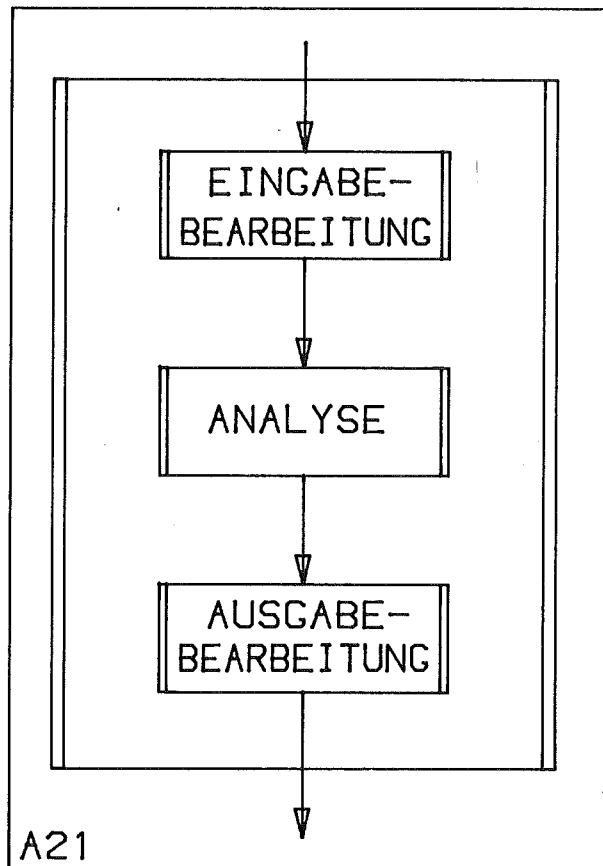 EINGABE-
BEARBEITUNG
ANALYSE
AUSGABE-
BEARBEITUNG
A21